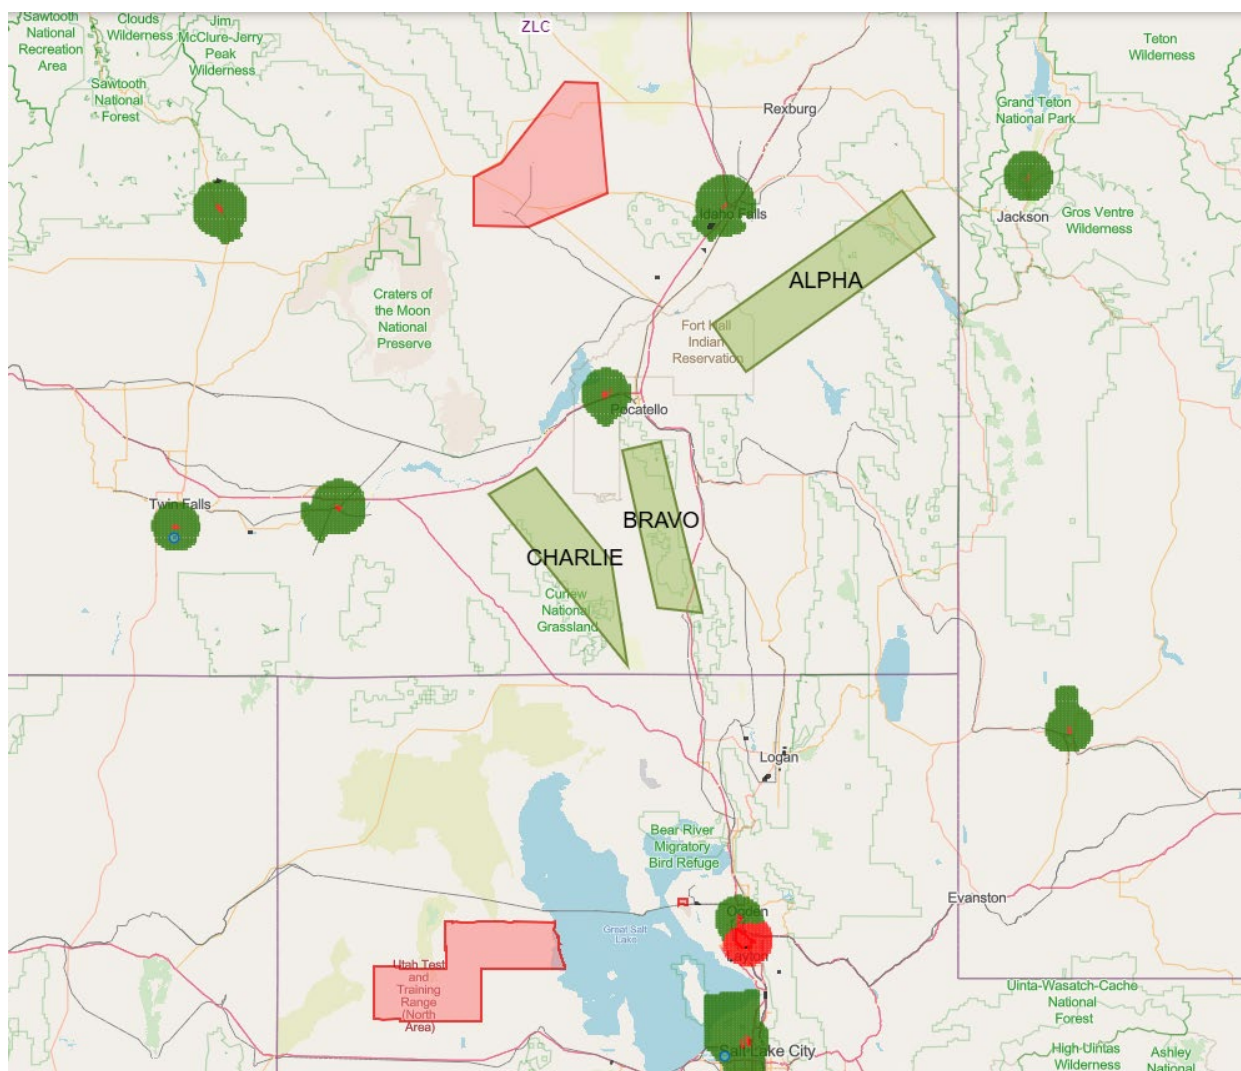 Sawtooth
National
Recreation
Area
Clouds
Wilderness
Jim
McClure-Jerry
Peak
Wilderness
ZLC
Teton
Wilderness
Sawtooth
National
Forest
Rexburg
Grand Teton
National Park
Idaho Falls
Jackson
Gros Ventre
Wilderness
ALPHA
Craters of
the Moon
National
Preserve
Fort Hall
Indian
Reservation
Pocatello
Twin Falls
BRAVO
CHARLIE
Curlew
National
Grassland
Logan
Bear River
Migratory
Bird Refuge
Evanston
Ogden
Great Salt
Lake
Layton
Utah Test
and
Training
Range
(North
Area)
Uinta-Wasatch-Cache
National
Forest
Salt Lake City
High Uintas
Wilderness
Ashley
National